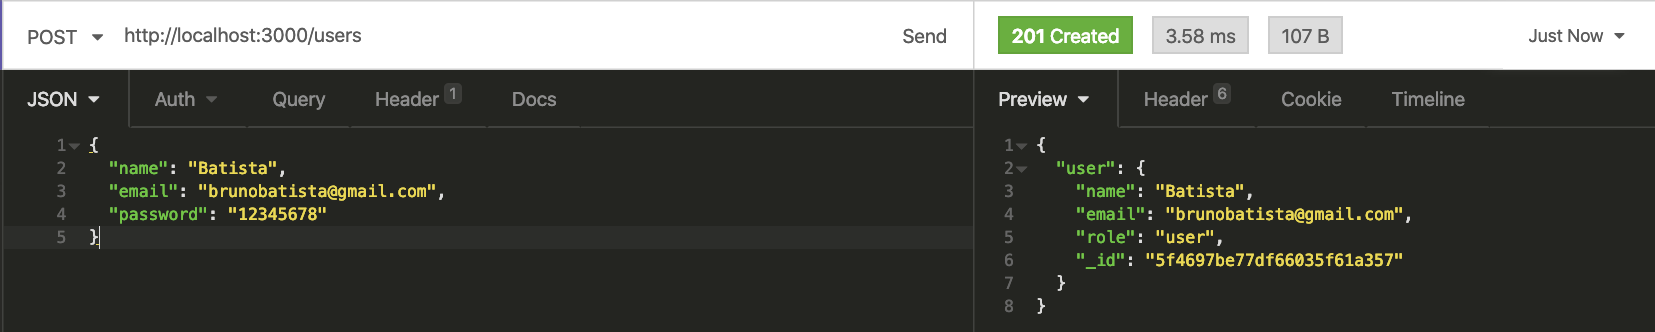 POST http://localhost:3000/users Send 201 Created 3.58 ms 107 B Just Now
JSON Auth Query Header 1 Docs
1 {
2 "name": "Batista",
3 "email": "brunobatista@gmail.com",
4 "password": "12345678"
5 }
Preview Header 6 Cookie Timeline
1 {
2 "user": {
3 "name": "Batista",
4 "email": "brunobatista@gmail.com",
5 "role": "user",
6 "_id": "5f4697be77df66035f61a357"
7 }
8 }